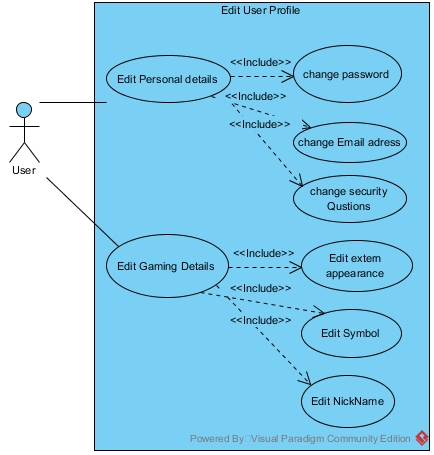 Edit User Profile
Edit Personal details
<<Include>>
change password
<<Include>>
<<Include>>
change Email adress
change security
Qustions
User
Edit Gaming Details
<<Include>>
Edit extern
appearance
<<Include>>
<<Include>>
Edit Symbol
Edit NickName
Powered By Visual Paradigm Community Edition